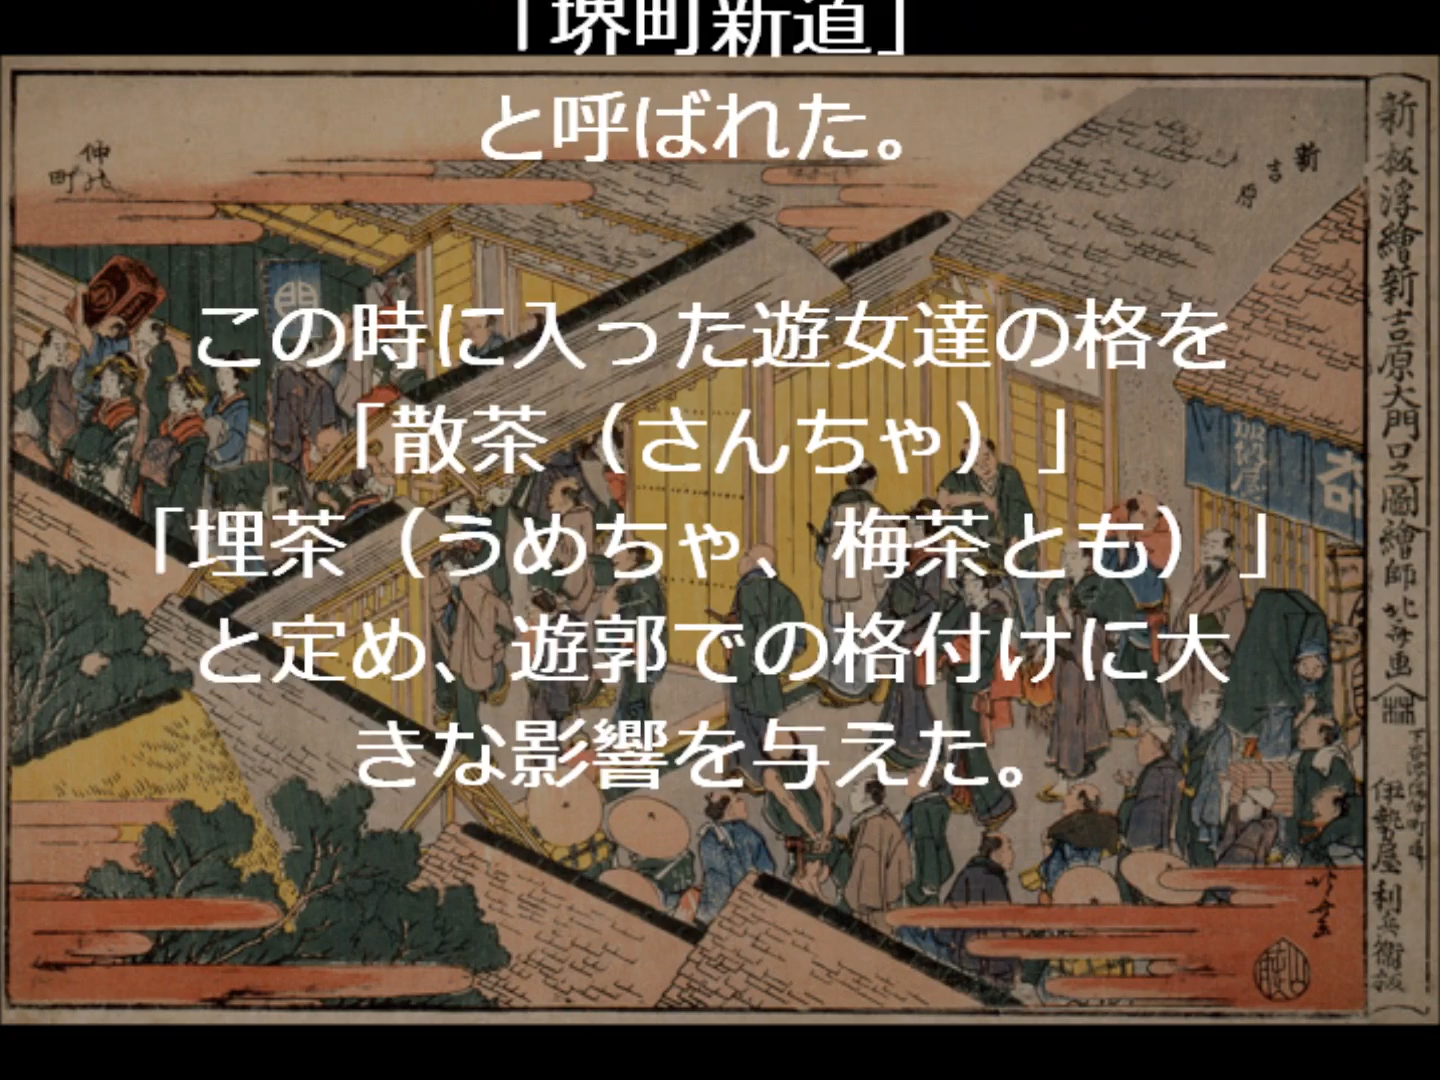 「堺町新道」
と呼ばれた。
この時に入った遊女達の格を
「散茶（さんちゃ）」
「埋茶（うめちゃ、梅茶とも）」
と定め、遊郭での格付けに大
きな影響を与えた。
仲の町
新吉原
新板浮繪新吉原大門口之圖繪師北斎画
伊勢屋利兵衛板